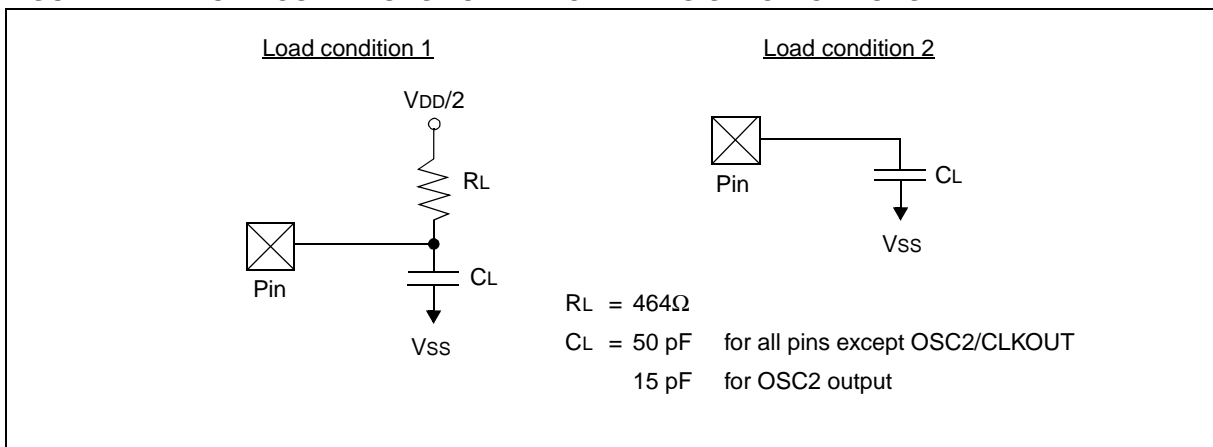 Load condition 1
Load condition 2
VDD/2
RL
Pin
CL
VSS
Pin
CL
VSS
RL = 464Ω
CL = 50 pF for all pins except OSC2/CLKOUT
15 pF for OSC2 output